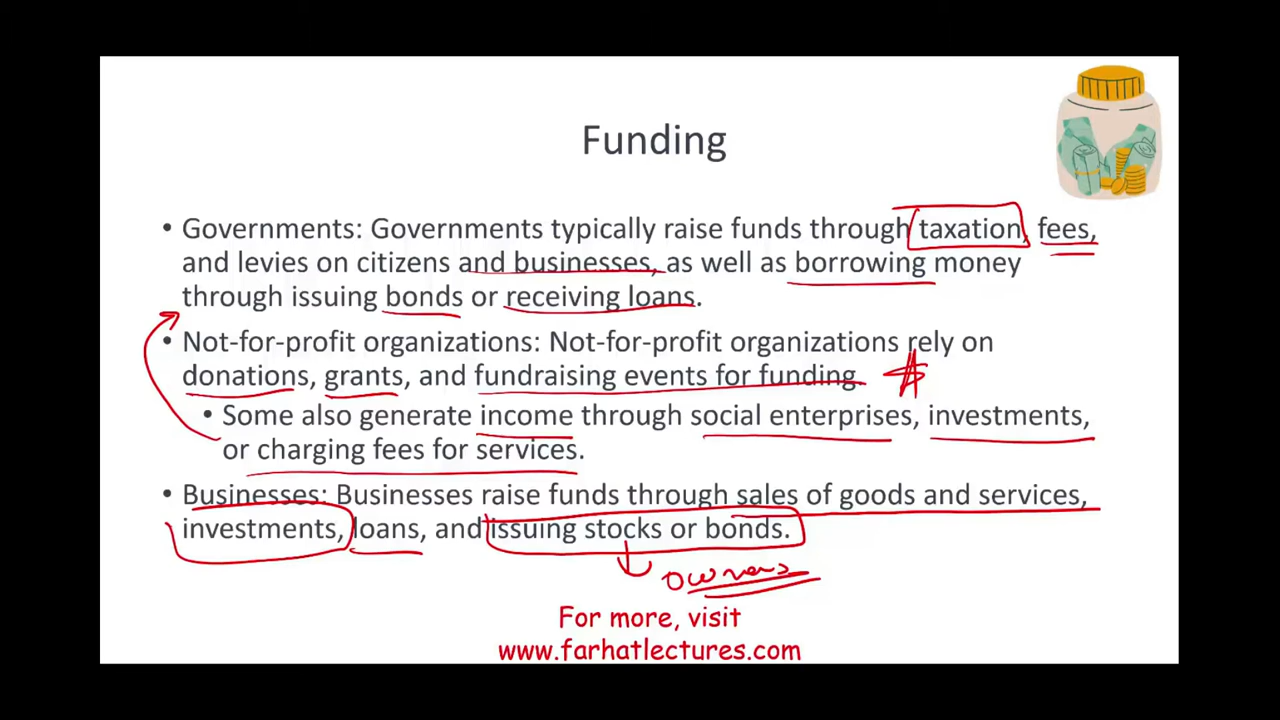 Funding
• Governments: Governments typically raise funds through taxation, fees,
and levies on citizens and businesses, as well as borrowing money
through issuing bonds or receiving loans.
• Not-for-profit organizations: Not-for-profit organizations rely on
donations, grants, and fundraising events for funding. $
• Some also generate income through social enterprises, investments,
or charging fees for services.
• Businesses: Businesses raise funds through sales of goods and services,
investments, loans, and issuing stocks or bonds.
owners
For more, visit
www.farhatlectures.com